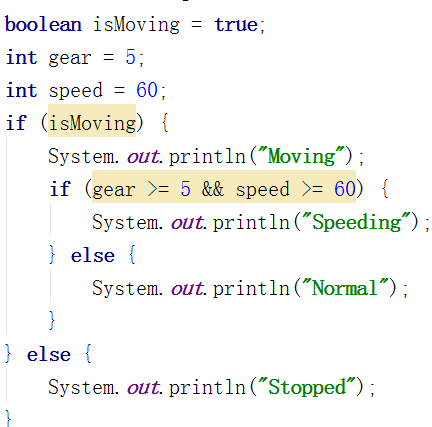 boolean isMoving = true;
int gear = 5;
int speed = 60;
if (isMoving) {
    System.out.println("Moving");
    if (gear >= 5 && speed >= 60) {
        System.out.println("Speeding");
    } else {
        System.out.println("Normal");
    }
} else {
    System.out.println("Stopped");
}